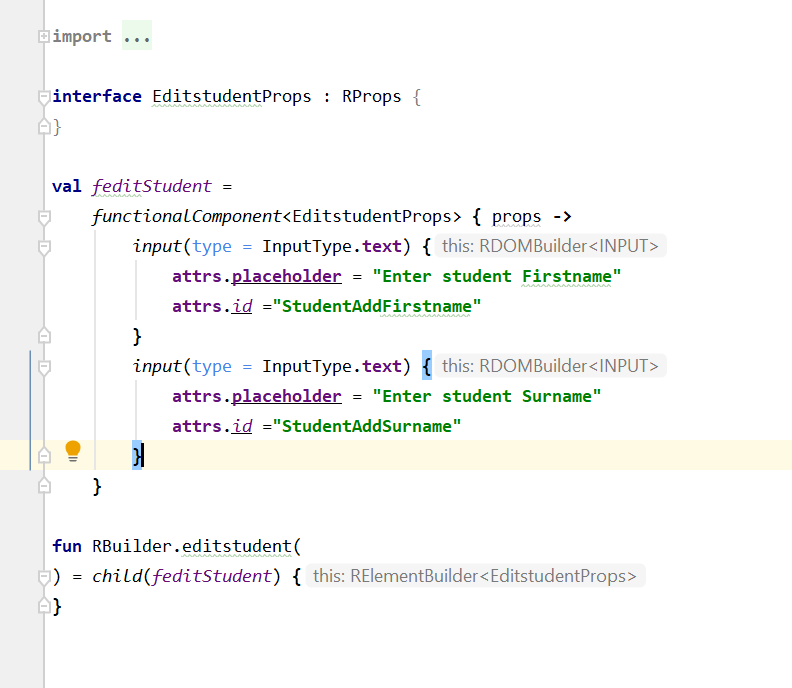 import ...
interface EditstudentProps : RProps {
}
val feditStudent =
functionalComponent<EditstudentProps> { props ->
input(type = InputType.text) { this: RDOMBuilder<INPUT>
attrs.placeholder = "Enter student Firstname"
attrs.id ="StudentAddFirstname"
}
input(type = InputType.text) { this: RDOMBuilder<INPUT>
attrs.placeholder = "Enter student Surname"
attrs.id ="StudentAddSurname"
}
}
fun RBuilder.editstudent(
) = child(feditStudent) { this: RElementBuilder<EditstudentProps>
}